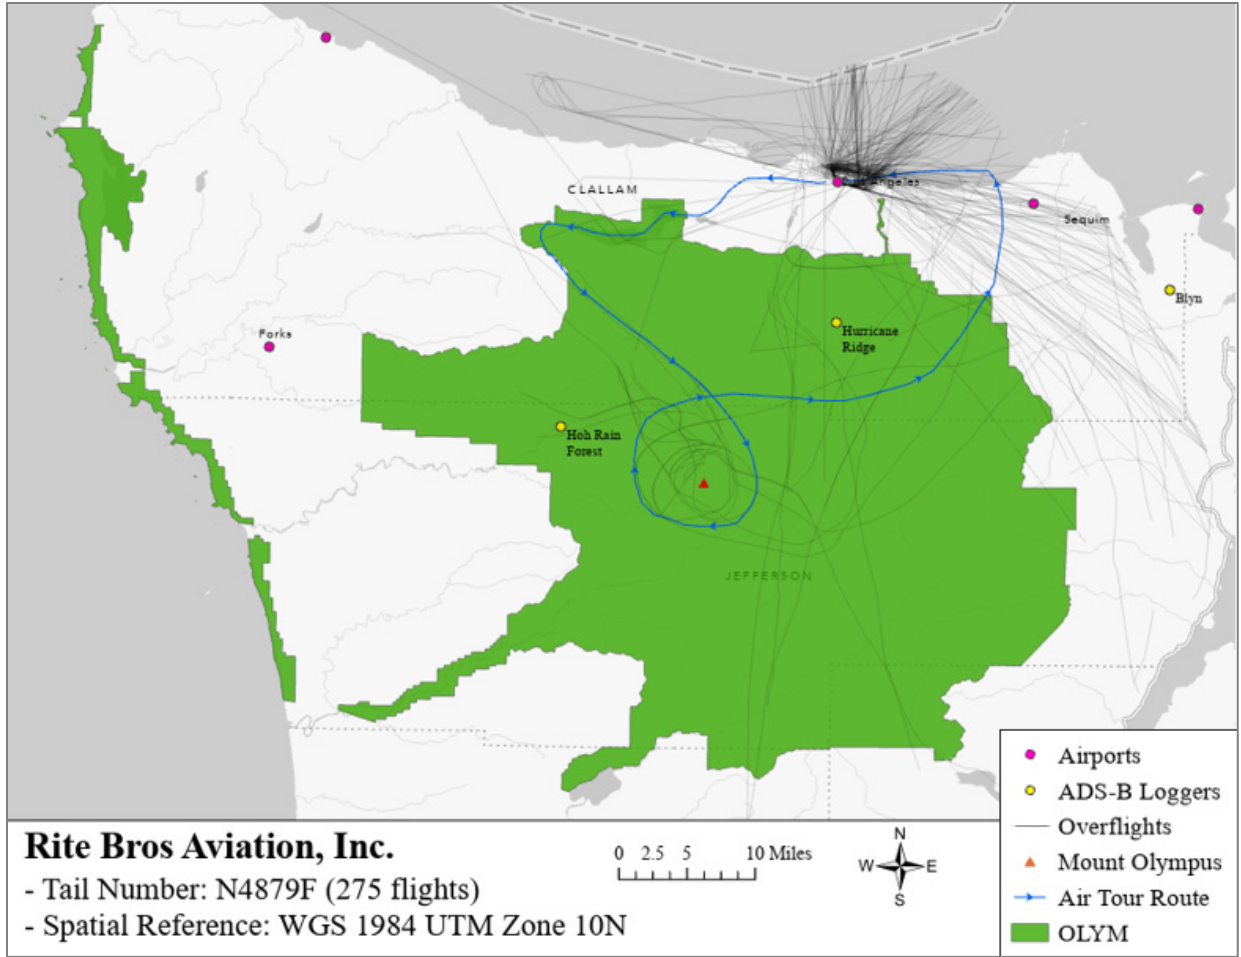 CLALLAM
Port Angeles
Sequim
Blyn
Forks
Hurricane
Ridge
Hoh Rain
Forest
JEFFERSON
Airports
ADS-B Loggers
Overflights
Mount Olympus
Air Tour Route
OLYM
Rite Bros Aviation, Inc.
- Tail Number: N4879F (275 flights)
- Spatial Reference: WGS 1984 UTM Zone 10N
0 2.5 5 10 Miles
N
W E
S